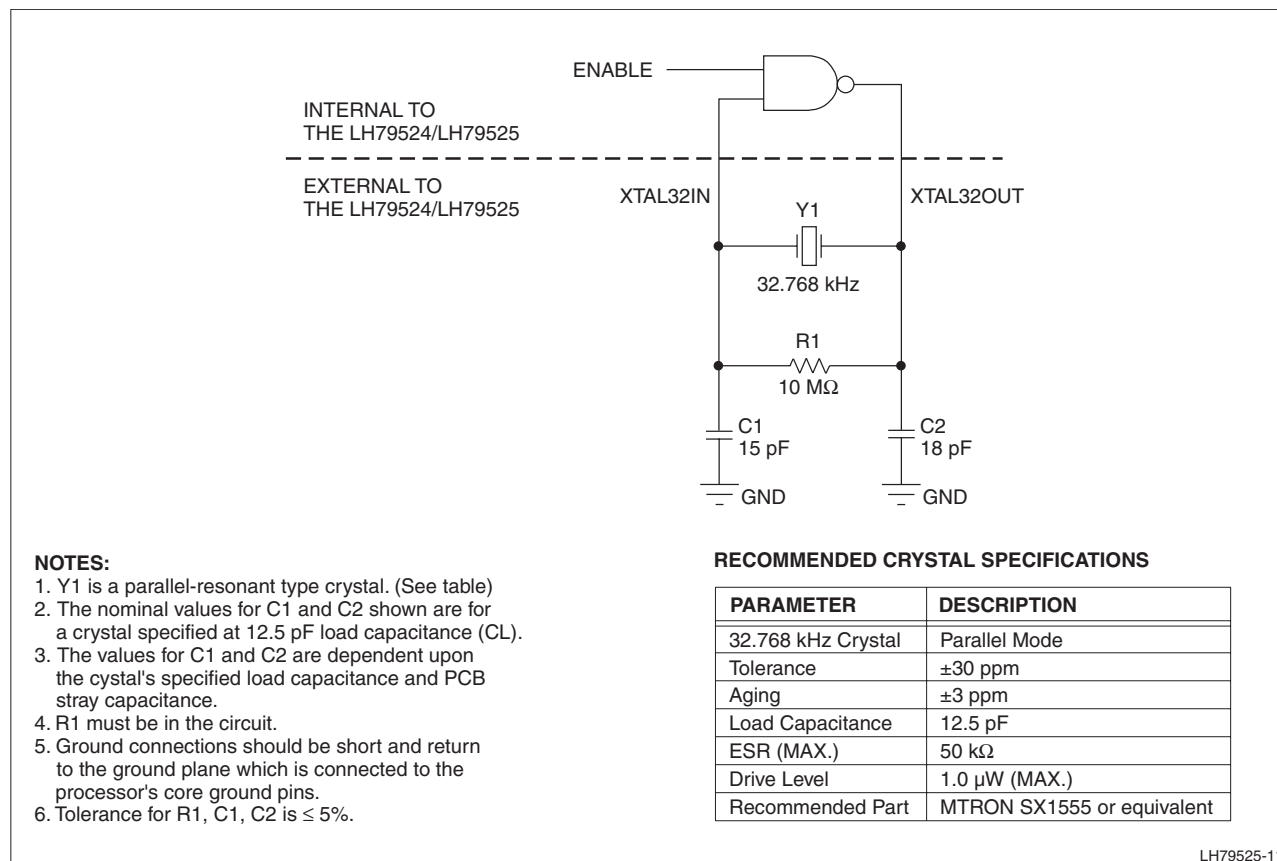 ENABLE
INTERNAL TO
THE LH79524/LH79525
EXTERNAL TO
THE LH79524/LH79525
XTAL32IN
XTAL32OUT
Y1
32.768 kHz
R1
10 MΩ
C1
15 pF
C2
18 pF
GND
GND
NOTES:
1. Y1 is a parallel-resonant type crystal. (See table)
2. The nominal values for C1 and C2 shown are for
a crystal specified at 12.5 pF load capacitance (CL).
3. The values for C1 and C2 are dependent upon
the cystal's specified load capacitance and PCB
stray capacitance.
4. R1 must be in the circuit.
5. Ground connections should be short and return
to the ground plane which is connected to the
processor's core ground pins.
6. Tolerance for R1, C1, C2 is ≤ 5%.
RECOMMENDED CRYSTAL SPECIFICATIONS
PARAMETER DESCRIPTION
32.768 kHz Crystal Parallel Mode
Tolerance ±30 ppm
Aging ±3 ppm
Load Capacitance 12.5 pF
ESR (MAX.) 50 kΩ
Drive Level 1.0 μW (MAX.)
Recommended Part MTRON SX1555 or equivalent